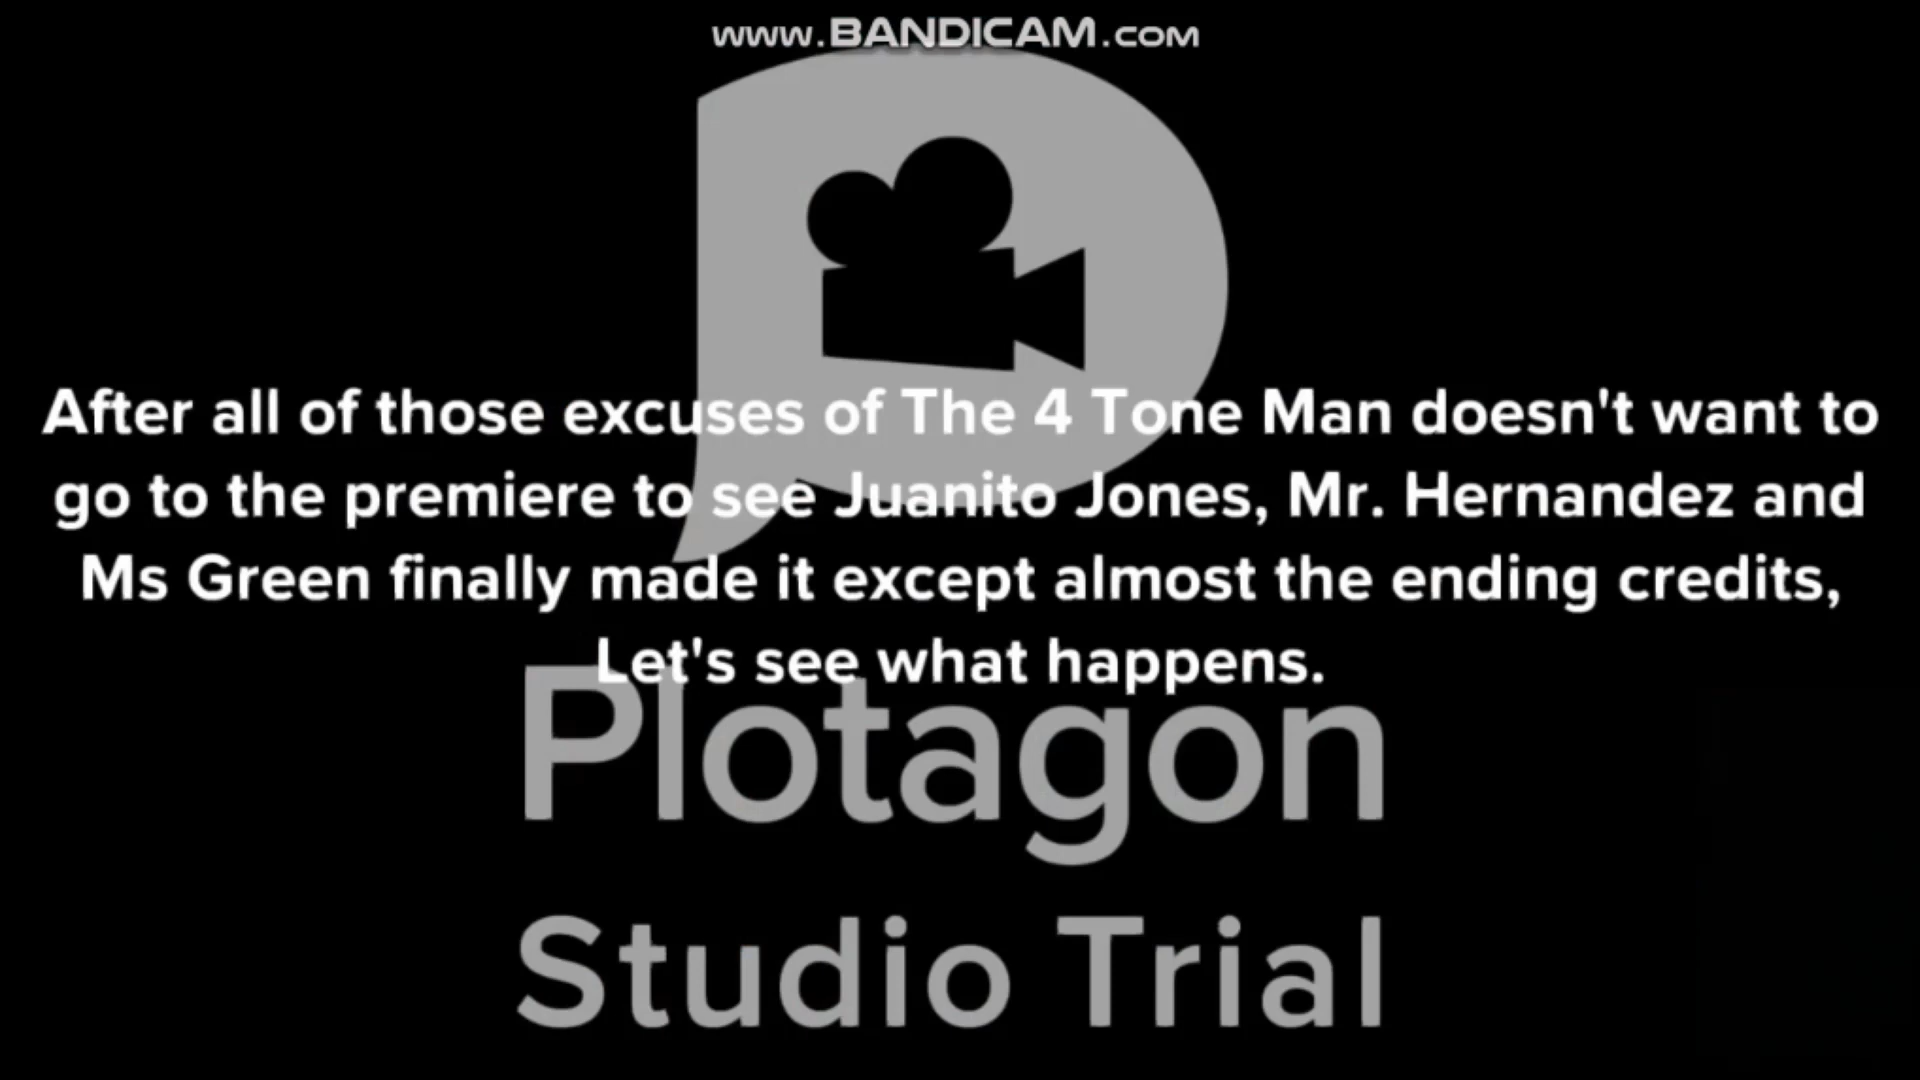 www.BANDICAM.com
After all of those excuses of The 4 Tone Man doesn't want to
go to the premiere to see Juanito Jones, Mr. Hernandez and
Ms Green finally made it except almost the ending credits,
Let's see what happens.
Plotagon
Studio Trial